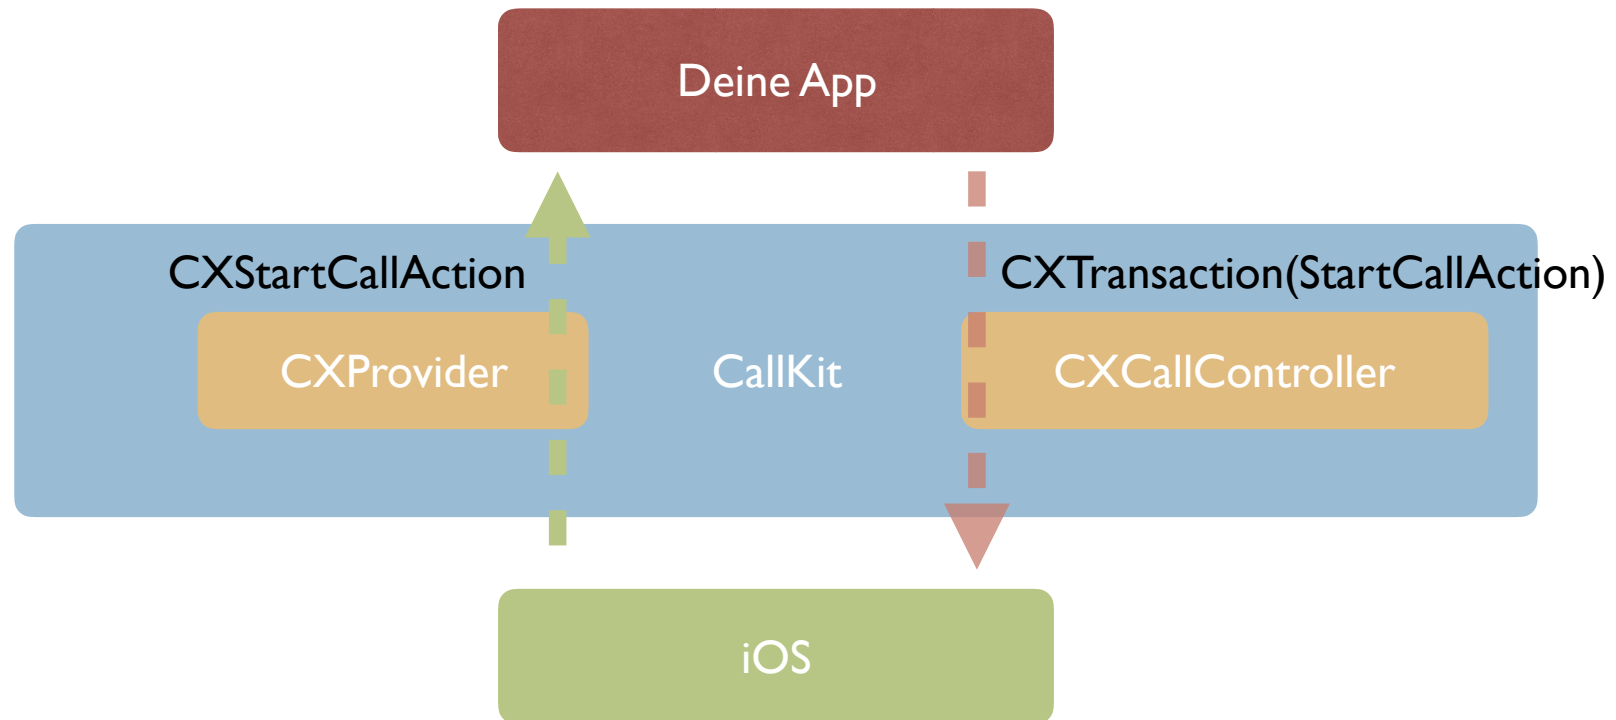 Deine App
CXStartCallAction
CXTransaction(StartCallAction)
CXProvider
CallKit
CXCallController
iOS